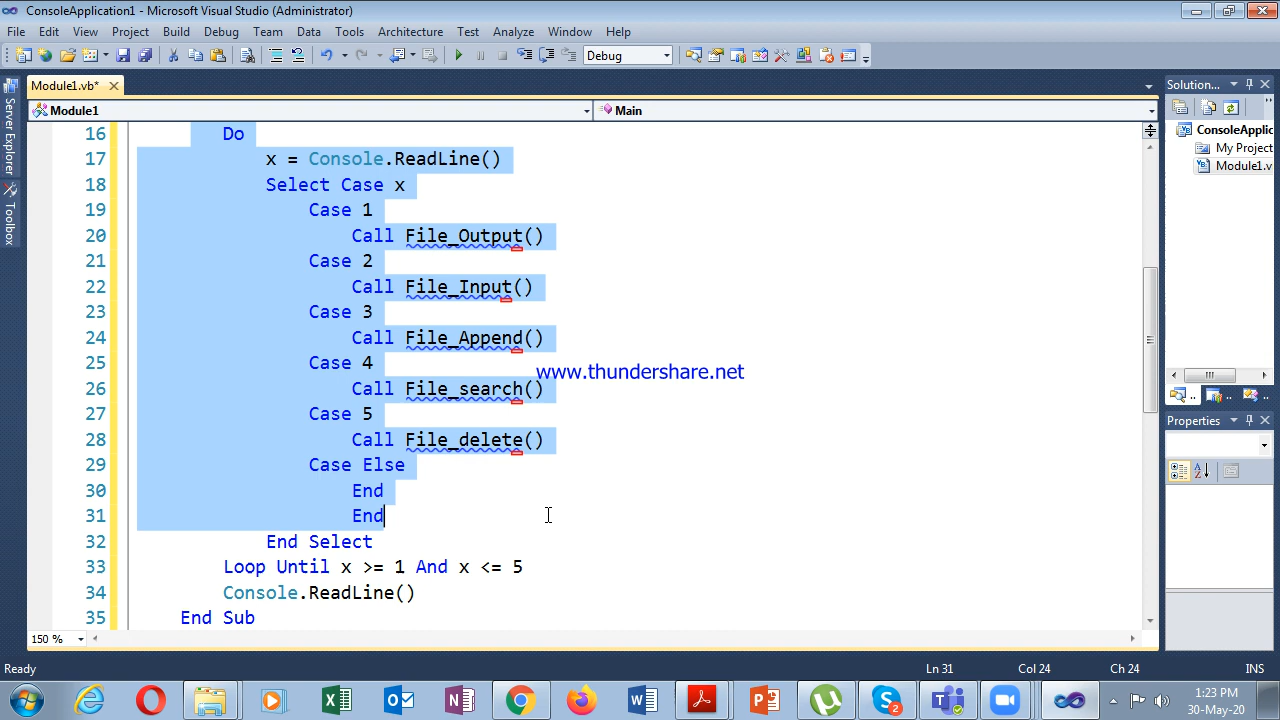 ConsoleApplication1 - Microsoft Visual Studio (Administrator)
File Edit View Project Build Debug Team Data Tools Architecture Test Analyze Window Help
Debug
Module1.vb*
Module1
Main
Server Explorer
Toolbox
16 Do
17 x = Console.ReadLine()
18 Select Case x
19 Case 1
20 Call File_Output()
21 Case 2
22 Call File_Input()
23 Case 3
24 Call File_Append()
25 Case 4
www.thundershare.net
26 Call File_search()
27 Case 5
28 Call File_delete()
29 Case Else
30 End
31 End
32 End Select
33 Loop Until x >= 1 And x <= 5
34 Console.ReadLine()
35 End Sub
150 %
Solution...
ConsoleApplic
My Project
Module1.v
Properties
Ready
Ln 31 Col 24 Ch 24 INS
2
1:23 PM
30-May-20